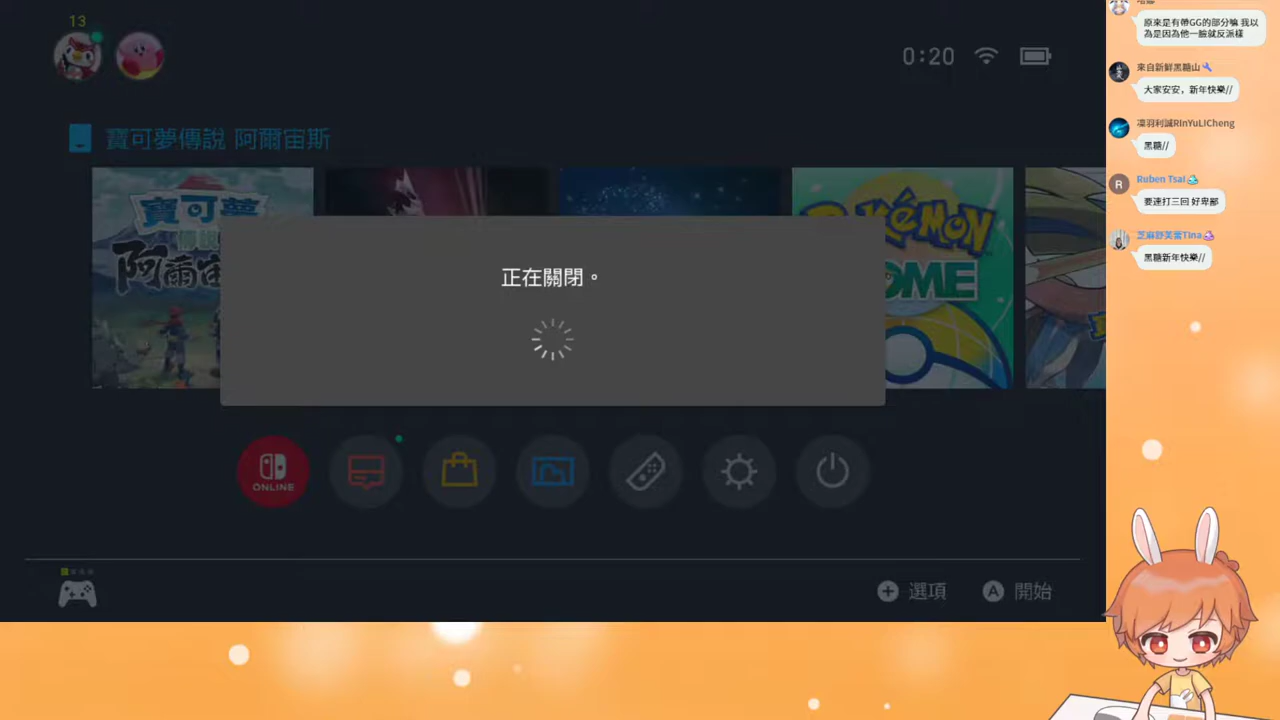 13
0:20
寶可夢傳說 阿爾宙斯
寶可夢
傳說
阿爾宙
Pokémon
HOME
正在關閉。
ONLINE
選項
開始
原來是有帶GG的部分嘛 我以
為是因為他一臉就反派樣
來自新鮮黑糖山🔧
大家安安，新年快樂//
凜羽利誠RInYuLICheng
黑糖//
R
Ruben Tsai
要連打三回 好卑鄙
芝麻舒芙蕾Tina
黑糖新年快樂//